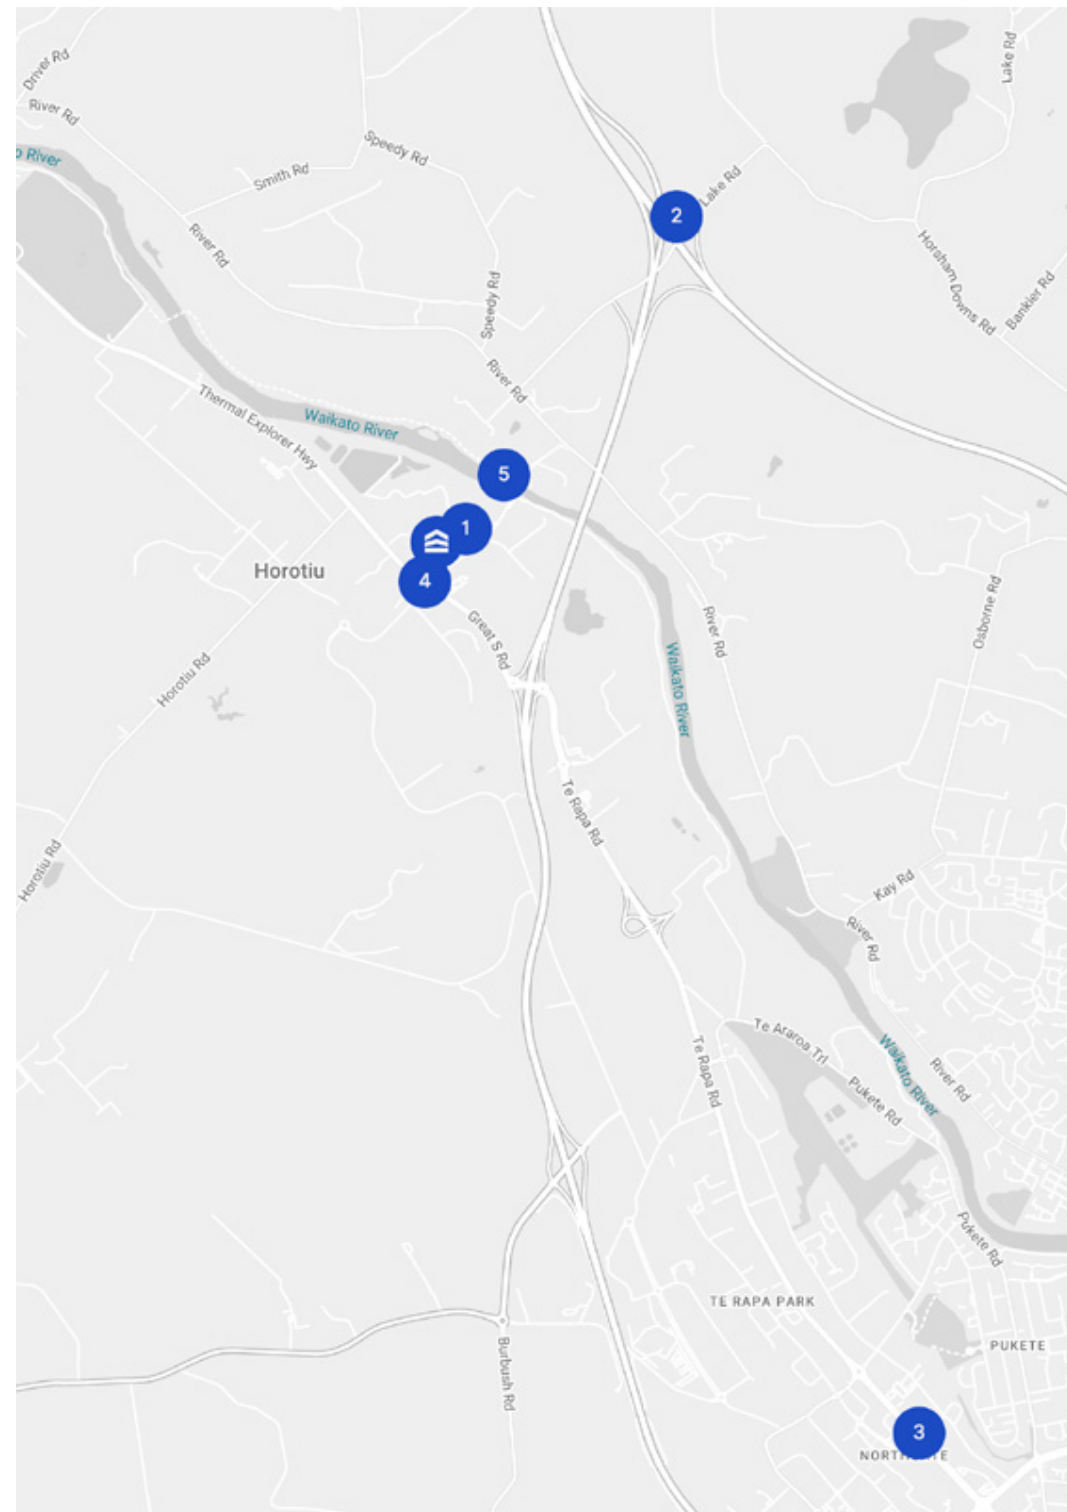 Driver Rd
River Rd
Lake Rd
Speedy Rd
o River
Smith Rd
Lake Rd
2
River Rd
Horsham Downs Rd
Bankier Rd
Speedy Rd
River Rd
Thermal Explorer Hwy
Waikato River
5
1
Horotiu
4
Great S Rd
River Rd
Osborne Rd
Horotiu Rd
Waikato River
Te Rapa Rd
Horotiu Rd
Kay Rd
River Rd
Te Araroa Trl
Waikato River
Te Rapa Rd
Pukete Rd
River Rd
Pukete Rd
TE RAPA PARK
PUKETE
Burbush Rd
3